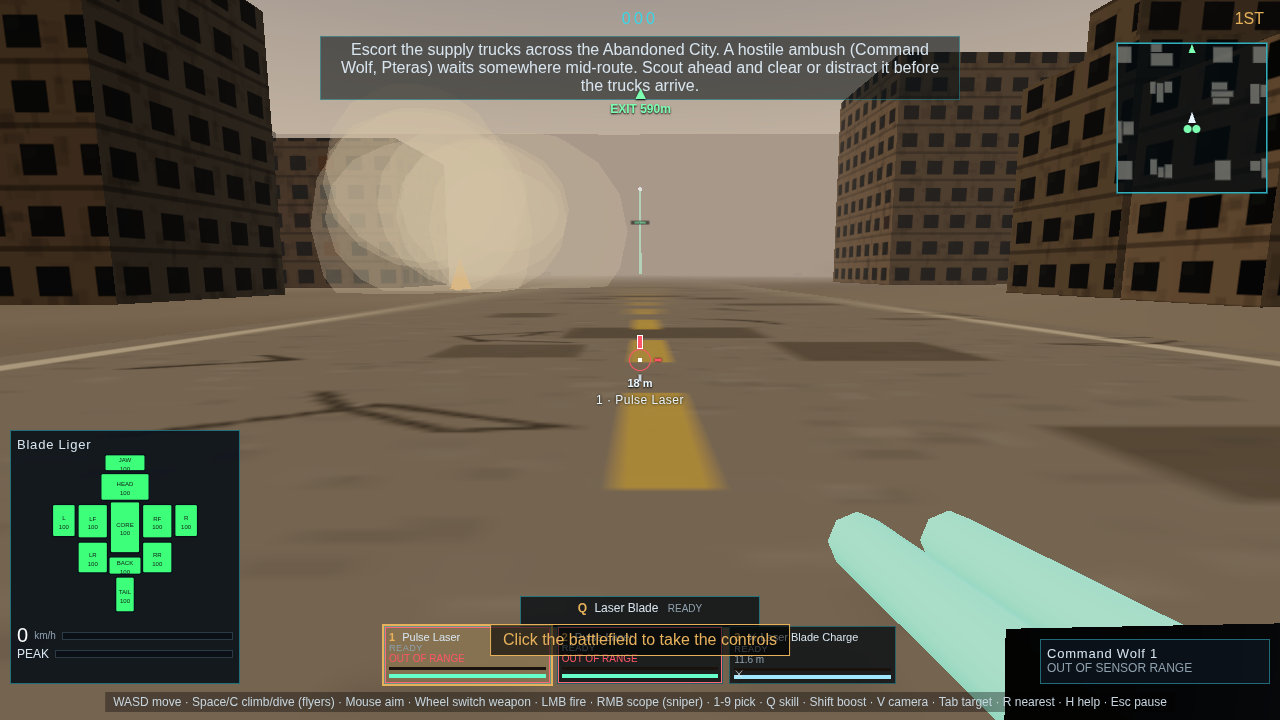 000
1ST
Escort the supply trucks across the Abandoned City. A hostile ambush (Command
Wolf, Pteras) waits somewhere mid-route. Scout ahead and clear or distract it before
the trucks arrive.
EXIT 590m
18 m
1 · Pulse Laser
Blade Liger
JAW
100
HEAD
100
L
100
LF
100
CORE
100
RF
100
R
100
LR
100
BACK
100
RR
100
TAIL
100
0 km/h
PEAK
Q Laser Blade READY
1 Pulse Laser
READY
OUT OF RANGE
READY
OUT OF RANGE
Blade Charge
READY
11.6 m
Click the battlefield to take the controls
Command Wolf 1
OUT OF SENSOR RANGE
WASD move · Space/C climb/dive (flyers) · Mouse aim · Wheel switch weapon · LMB fire · RMB scope (sniper) · 1-9 pick · Q skill · Shift boost · V camera · Tab target · R nearest · H help · Esc pause